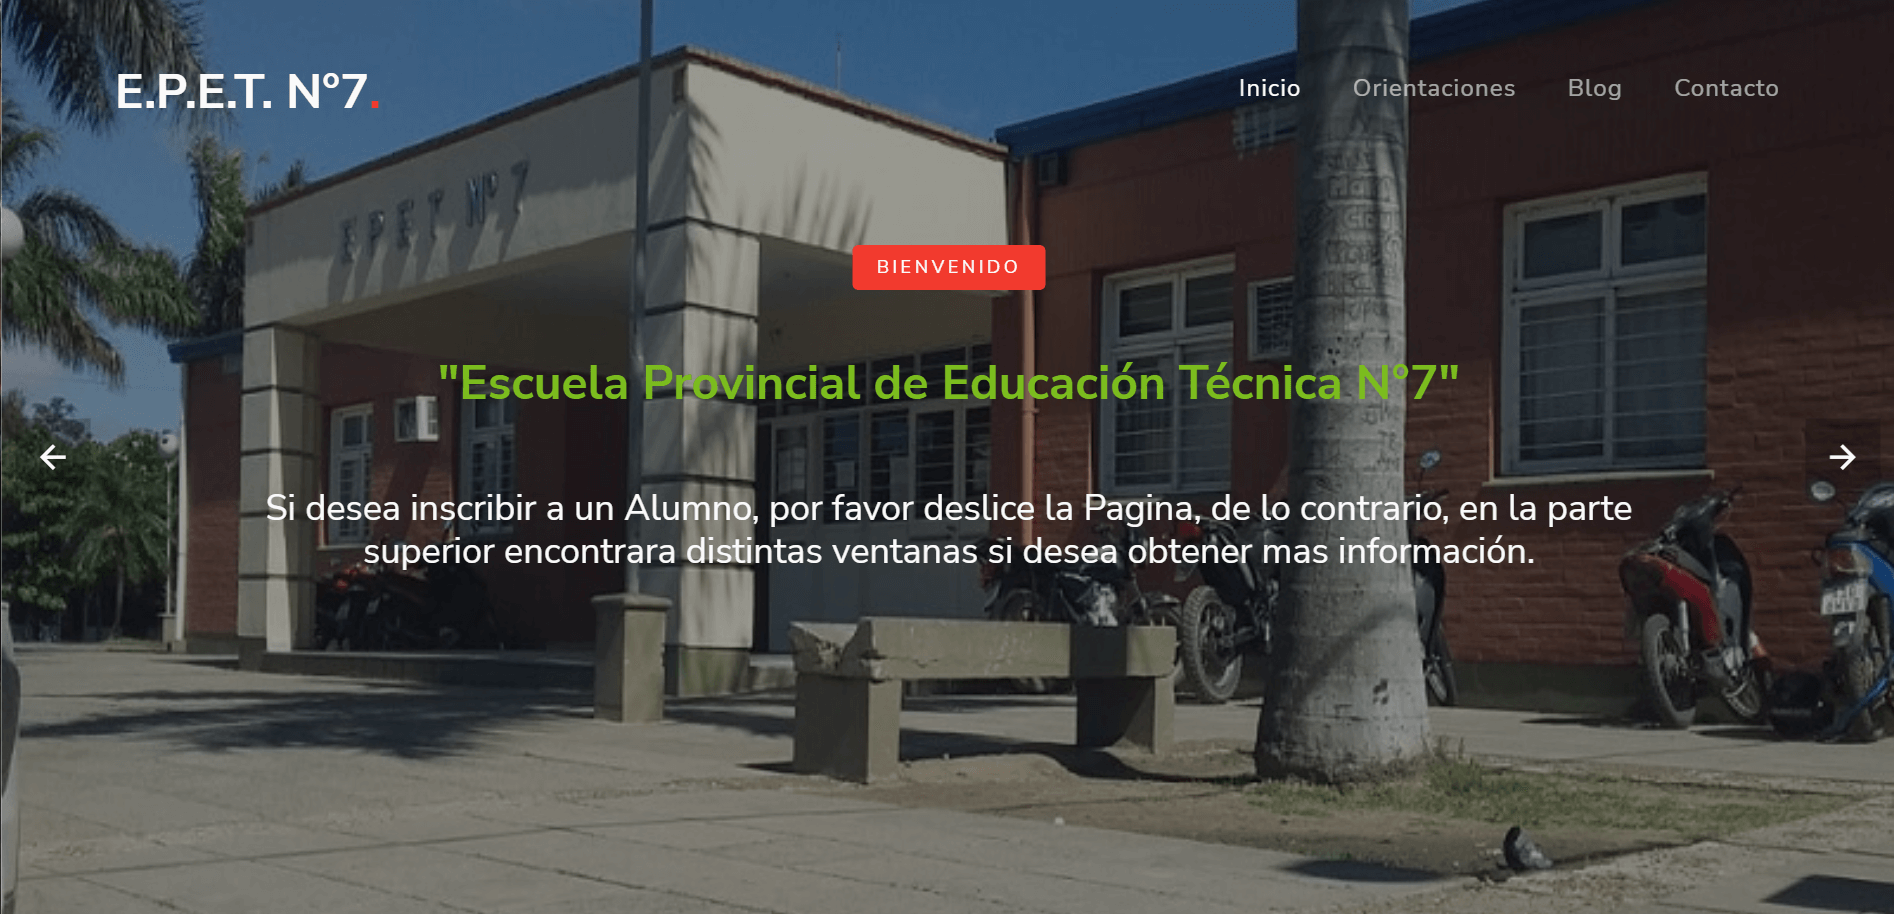 E.P.E.T. N°7.
Inicio Orientaciones Blog Contacto
E P E T Nº 7
BIENVENIDO
"Escuela Provincial de Educación Técnica N°7"
Si desea inscribir a un Alumno, por favor deslice la Pagina, de lo contrario, en la parte
superior encontrara distintas ventanas si desea obtener mas información.